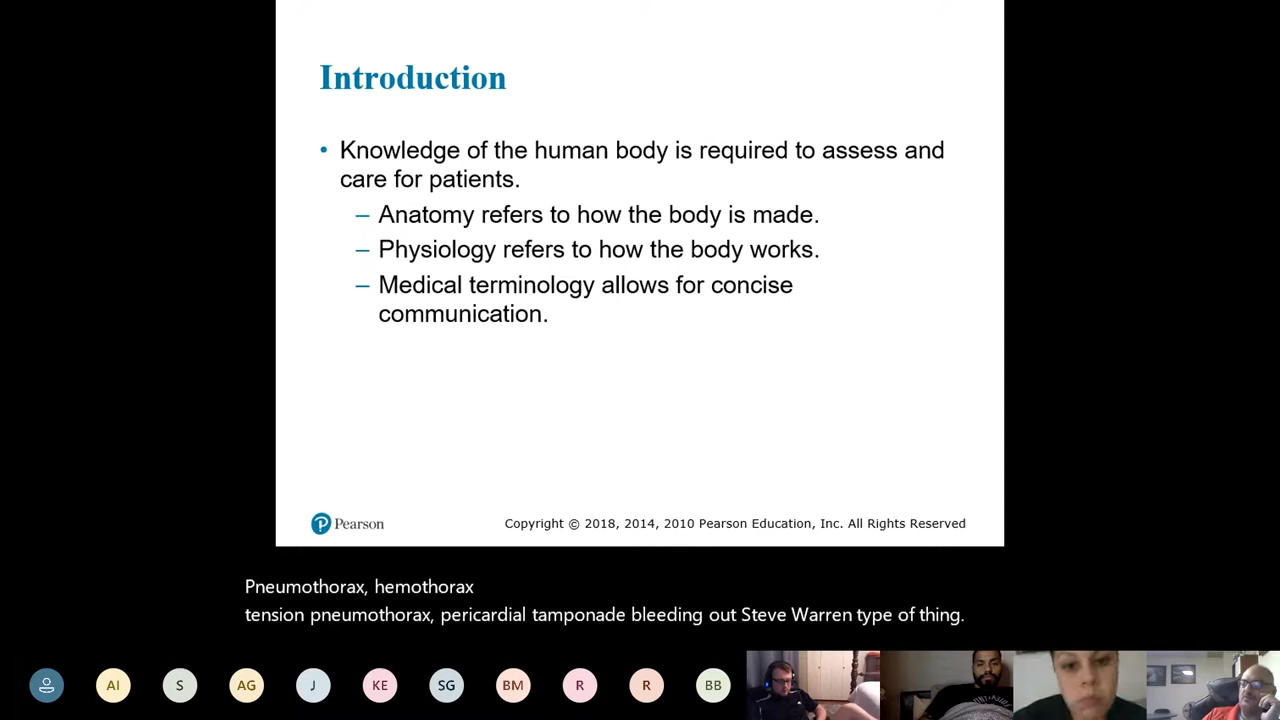 Introduction
• Knowledge of the human body is required to assess and
care for patients.
– Anatomy refers to how the body is made.
– Physiology refers to how the body works.
– Medical terminology allows for concise
communication.
P Pearson
Copyright © 2018, 2014, 2010 Pearson Education, Inc. All Rights Reserved
Pneumothorax, hemothorax
tension pneumothorax, pericardial tamponade bleeding out Steve Warren type of thing.
AI S AG J KE SG BM R R BB